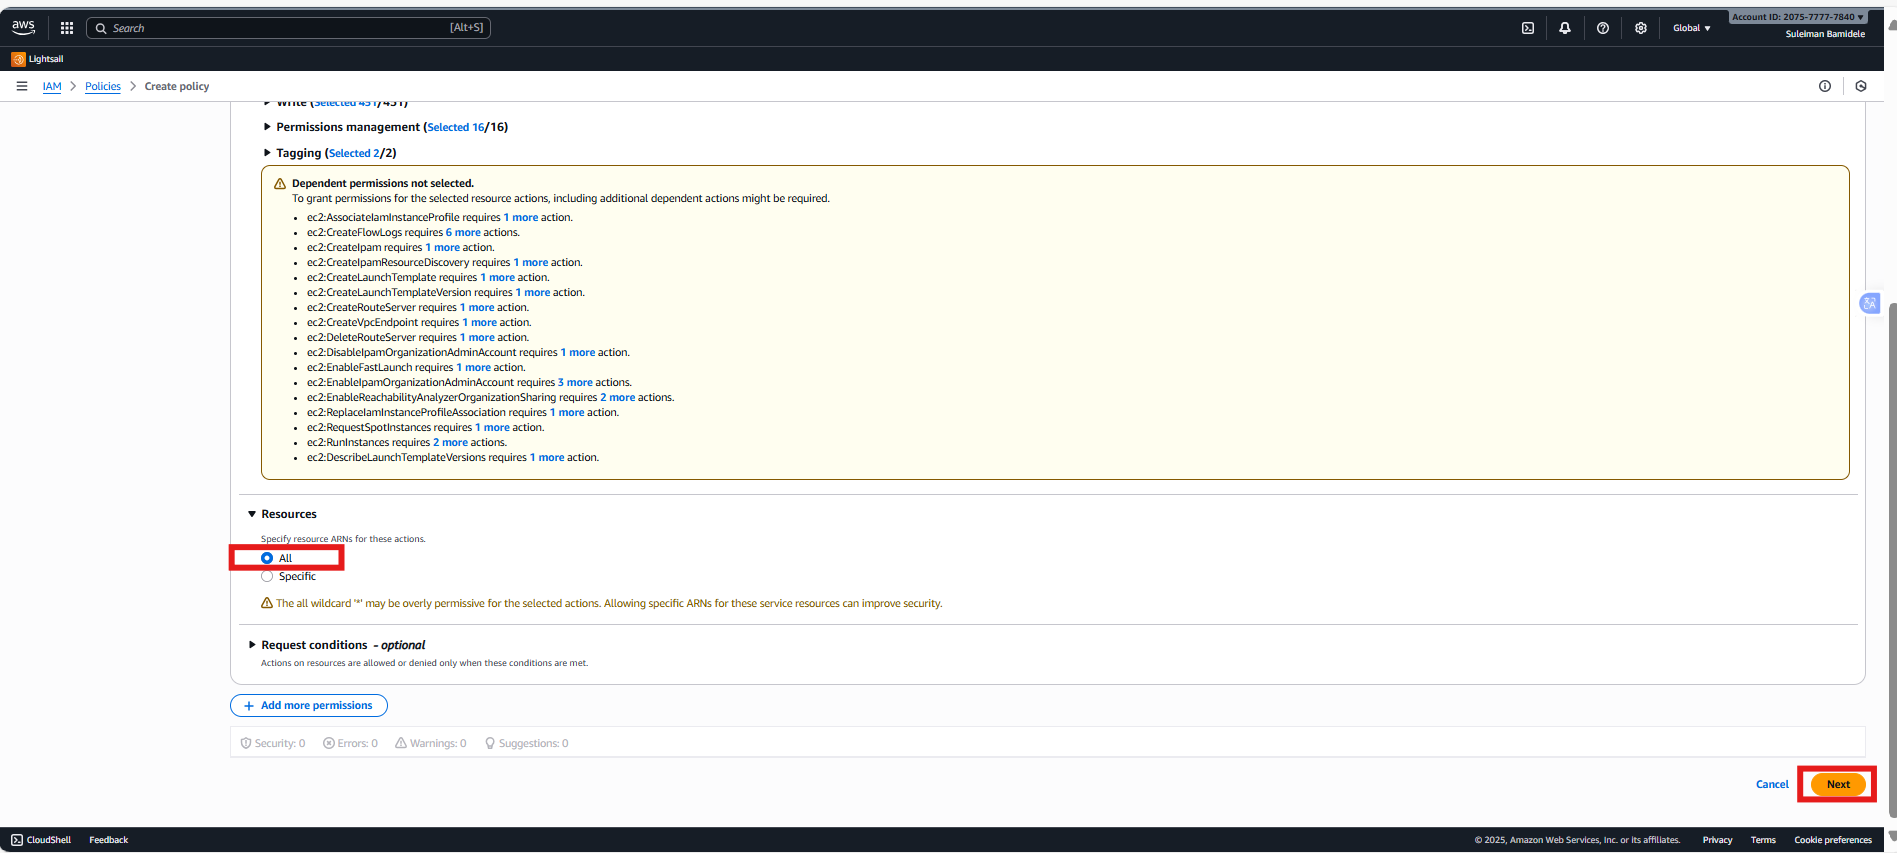 aws
Search
[Alt+S]
Global ▼
Account ID: 2075-7777-7840 ▼
Suleiman Bamidele
Lightsail
IAM > Policies > Create policy
Write (Selected 451/451)
Permissions management (Selected 16/16)
Tagging (Selected 2/2)
Dependent permissions not selected.
To grant permissions for the selected resource actions, including additional dependent actions might be required.
• ec2:AssociateIamInstanceProfile requires 1 more action.
• ec2:CreateFlowLogs requires 6 more actions.
• ec2:CreateIpam requires 1 more action.
• ec2:CreateIpamResourceDiscovery requires 1 more action.
• ec2:CreateLaunchTemplate requires 1 more action.
• ec2:CreateLaunchTemplateVersion requires 1 more action.
• ec2:CreateRouteServer requires 1 more action.
• ec2:CreateVpcEndpoint requires 1 more action.
• ec2:DeleteRouteServer requires 1 more action.
• ec2:DisableIpamOrganizationAdminAccount requires 1 more action.
• ec2:EnableFastLaunch requires 1 more action.
• ec2:EnableIpamOrganizationAdminAccount requires 3 more actions.
• ec2:EnableReachabilityAnalyzerOrganizationSharing requires 2 more actions.
• ec2:ReplaceIamInstanceProfileAssociation requires 1 more action.
• ec2:RequestSpotInstances requires 1 more action.
• ec2:RunInstances requires 2 more actions.
• ec2:DescribeLaunchTemplateVersions requires 1 more action.
Resources
Specify resource ARNs for these actions.
All
Specific
The all wildcard '*' may be overly permissive for the selected actions. Allowing specific ARNs for these service resources can improve security.
Request conditions - optional
Actions on resources are allowed or denied only when these conditions are met.
+ Add more permissions
Security: 0 Errors: 0 Warnings: 0 Suggestions: 0
Cancel Next
CloudShell Feedback © 2025, Amazon Web Services, Inc. or its affiliates. Privacy Terms Cookie preferences